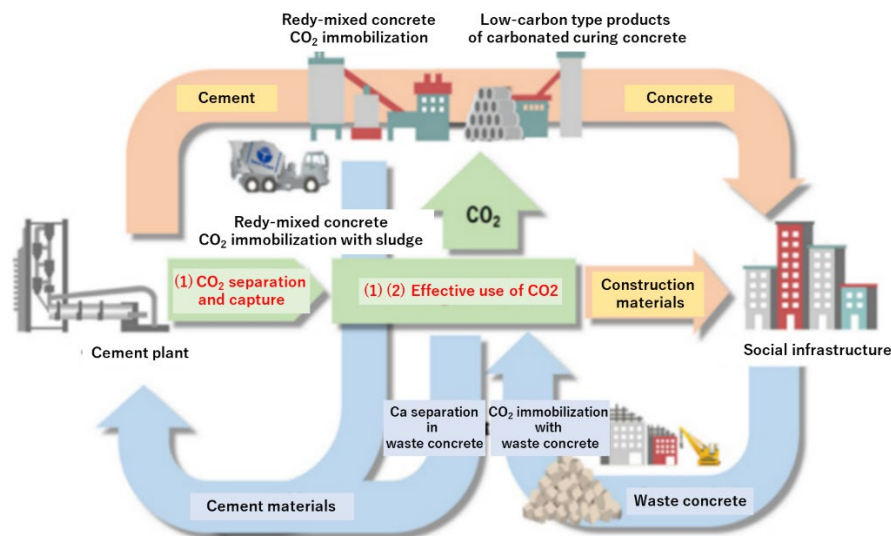 Redy-mixed concrete
CO₂ immobilization
Low-carbon type products
of carbonated curing concrete
Cement
Concrete
CO₂
Redy-mixed concrete
CO₂ immobilization with sludge
(1) CO₂ separation
and capture
(1) (2) Effective use of CO2
Construction
materials
Cement plant
Social infrastructure
Ca separation
in
waste concrete
CO₂ immobilization
with
waste concrete
Cement materials
Waste concrete